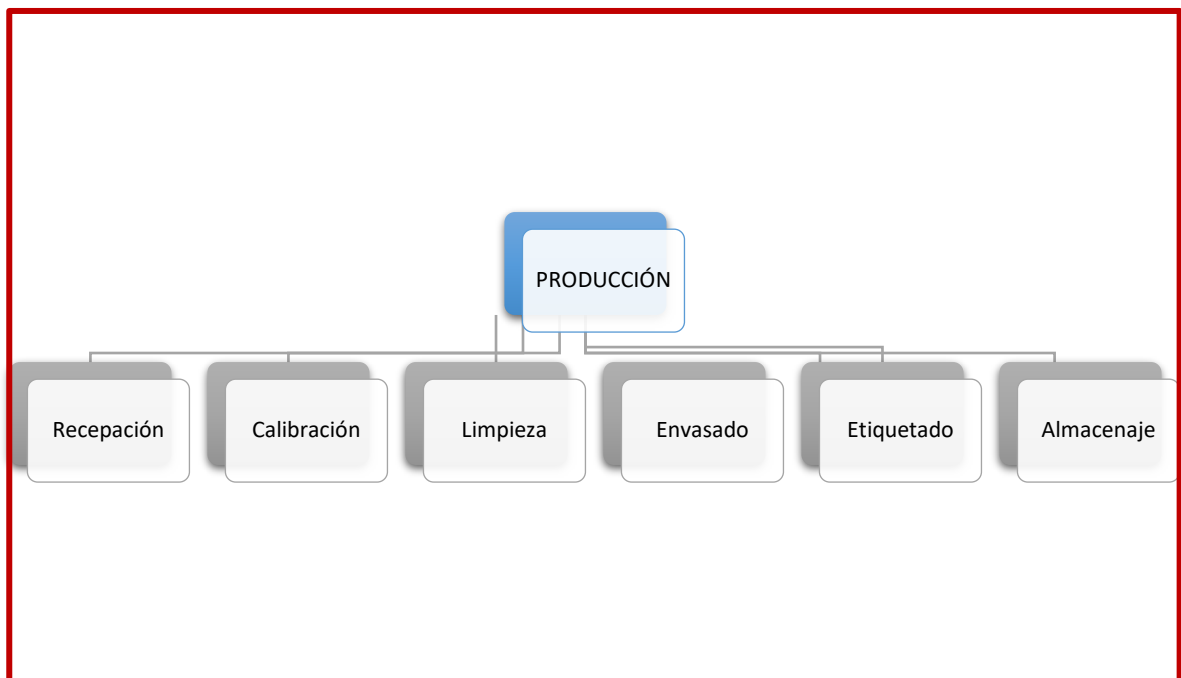 PRODUCCIÓN
Recepación
Calibración
Limpieza
Envasado
Etiquetado
Almacenaje